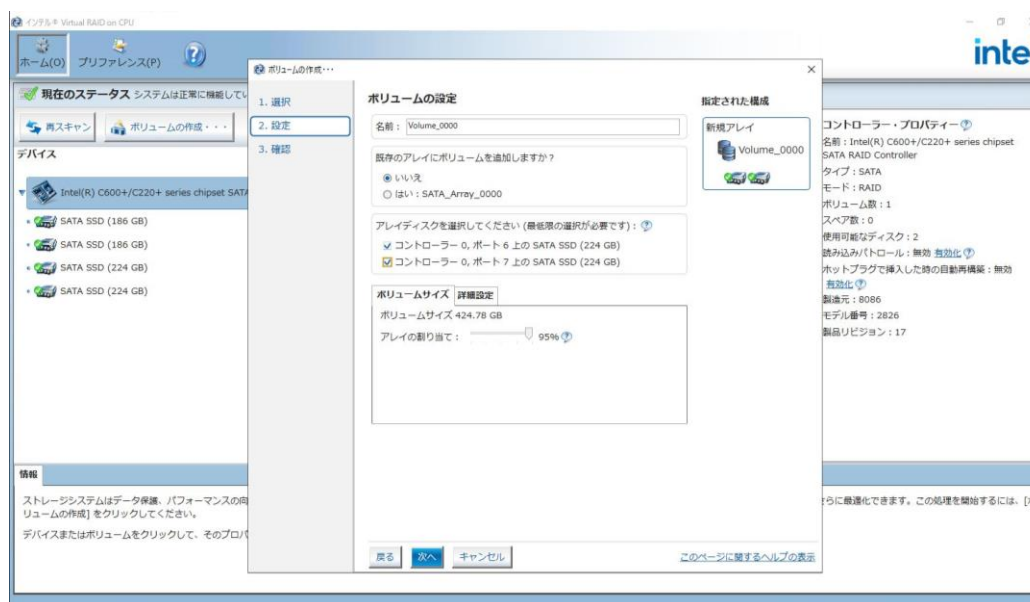 インテル® Virtual RAID on CPU
ホーム(O)
プリファレンス(P)
inte
現在のステータス システムは正常に機能してい
再スキャン
ボリュームの作成・・・
デバイス
Intel(R) C600+/C220+ series chipset SATA
SATA SSD (186 GB)
SATA SSD (186 GB)
SATA SSD (224 GB)
SATA SSD (224 GB)
ボリュームの作成・・・
1. 選択
2. 設定
3. 確認
ボリュームの設定
名前： Volume_0000
既存のアレイにボリュームを追加しますか？
いいえ
はい：SATA_Array_0000
アレイディスクを選択してください (最低限の選択が必要です)：
コントローラー 0, ポート 6 上の SATA SSD (224 GB)
コントローラー 0, ポート 7 上の SATA SSD (224 GB)
ボリュームサイズ 詳細設定
ボリュームサイズ 424.78 GB
アレイの割り当て： 95%
戻る
次へ
キャンセル
このページに関するヘルプの表示
指定された構成
新規アレイ
Volume_0000
コントローラー・プロパティー
名前：Intel(R) C600+/C220+ series chipset
SATA RAID Controller
タイプ：SATA
モード：RAID
ボリューム数：1
スペア数：0
使用可能なディスク：2
読み込みパトロール：無効 有効化
ホットプラグで挿入した時の自動再構築：無効
有効化
製造元：8086
モデル番号：2826
製品リビジョン：17
情報
ストレージシステムはデータ保護、パフォーマンスの向
らに最適化できます。この処理を開始するには、
リュームの作成] をクリックしてください。
デバイスまたはボリュームをクリックして、そのプロパ